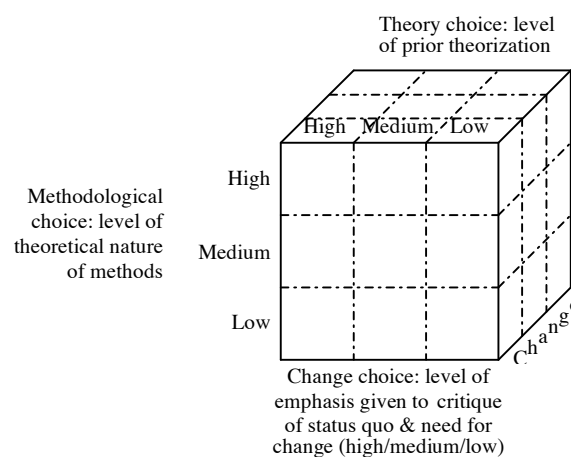 Theory choice: level
of prior theorization
High Medium Low
High
Methodological
choice: level of
theoretical nature
of methods
Medium
Low
Chang
Change choice: level of
emphasis given to critique
of status quo & need for
change (high/medium/low)